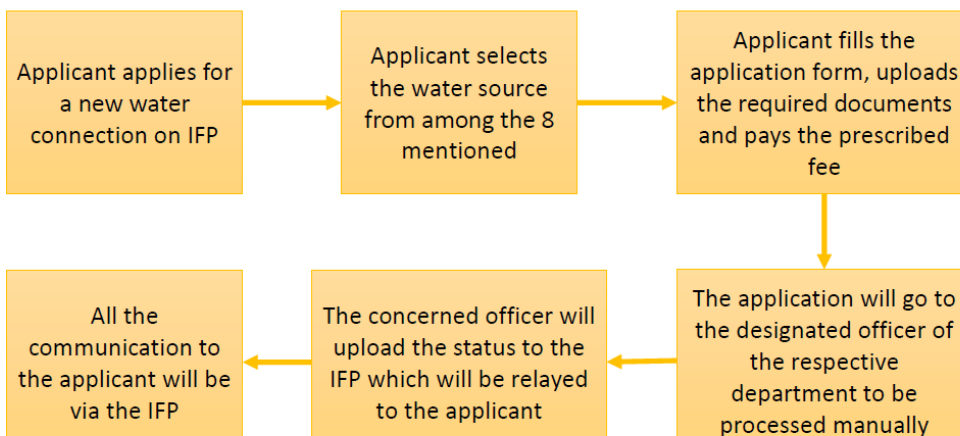 Applicant applies for
a new water
connection on IFP
Applicant selects
the water source
from among the 8
mentioned
Applicant fills the
application form, uploads
the required documents
and pays the prescribed
fee
The application will go to
the designated officer of
the respective
department to be
processed manually
The concerned officer will
upload the status to the
IFP which will be relayed
to the applicant
All the
communication to
the applicant will be
via the IFP